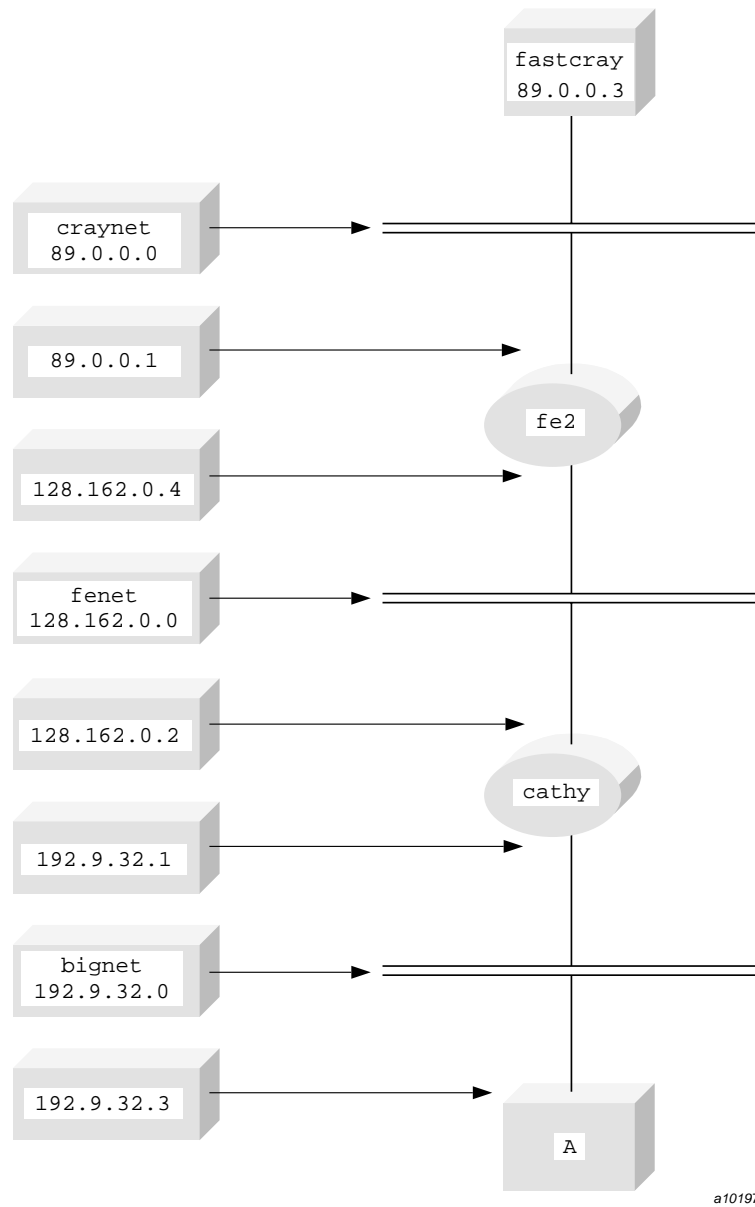 fastcray
89.0.0.3
craynet
89.0.0.0
89.0.0.1
fe2
128.162.0.4
fenet
128.162.0.0
128.162.0.2
cathy
192.9.32.1
bignet
192.9.32.0
192.9.32.3
A
a10197